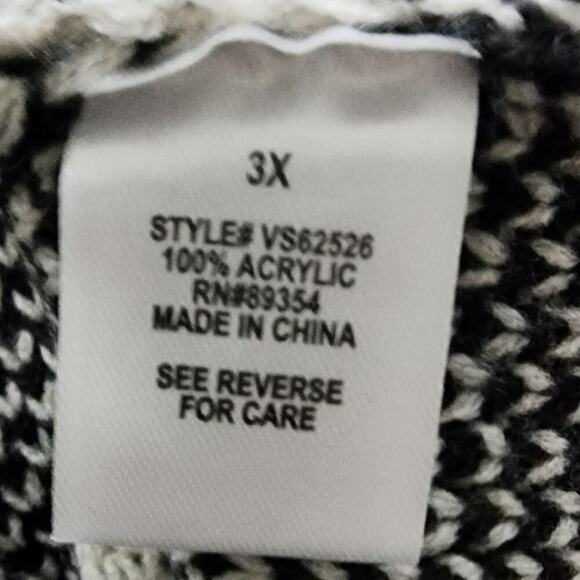 3X
STYLE# VS62526
100% ACRYLIC
RN#89354
MADE IN CHINA
SEE REVERSE
FOR CARE